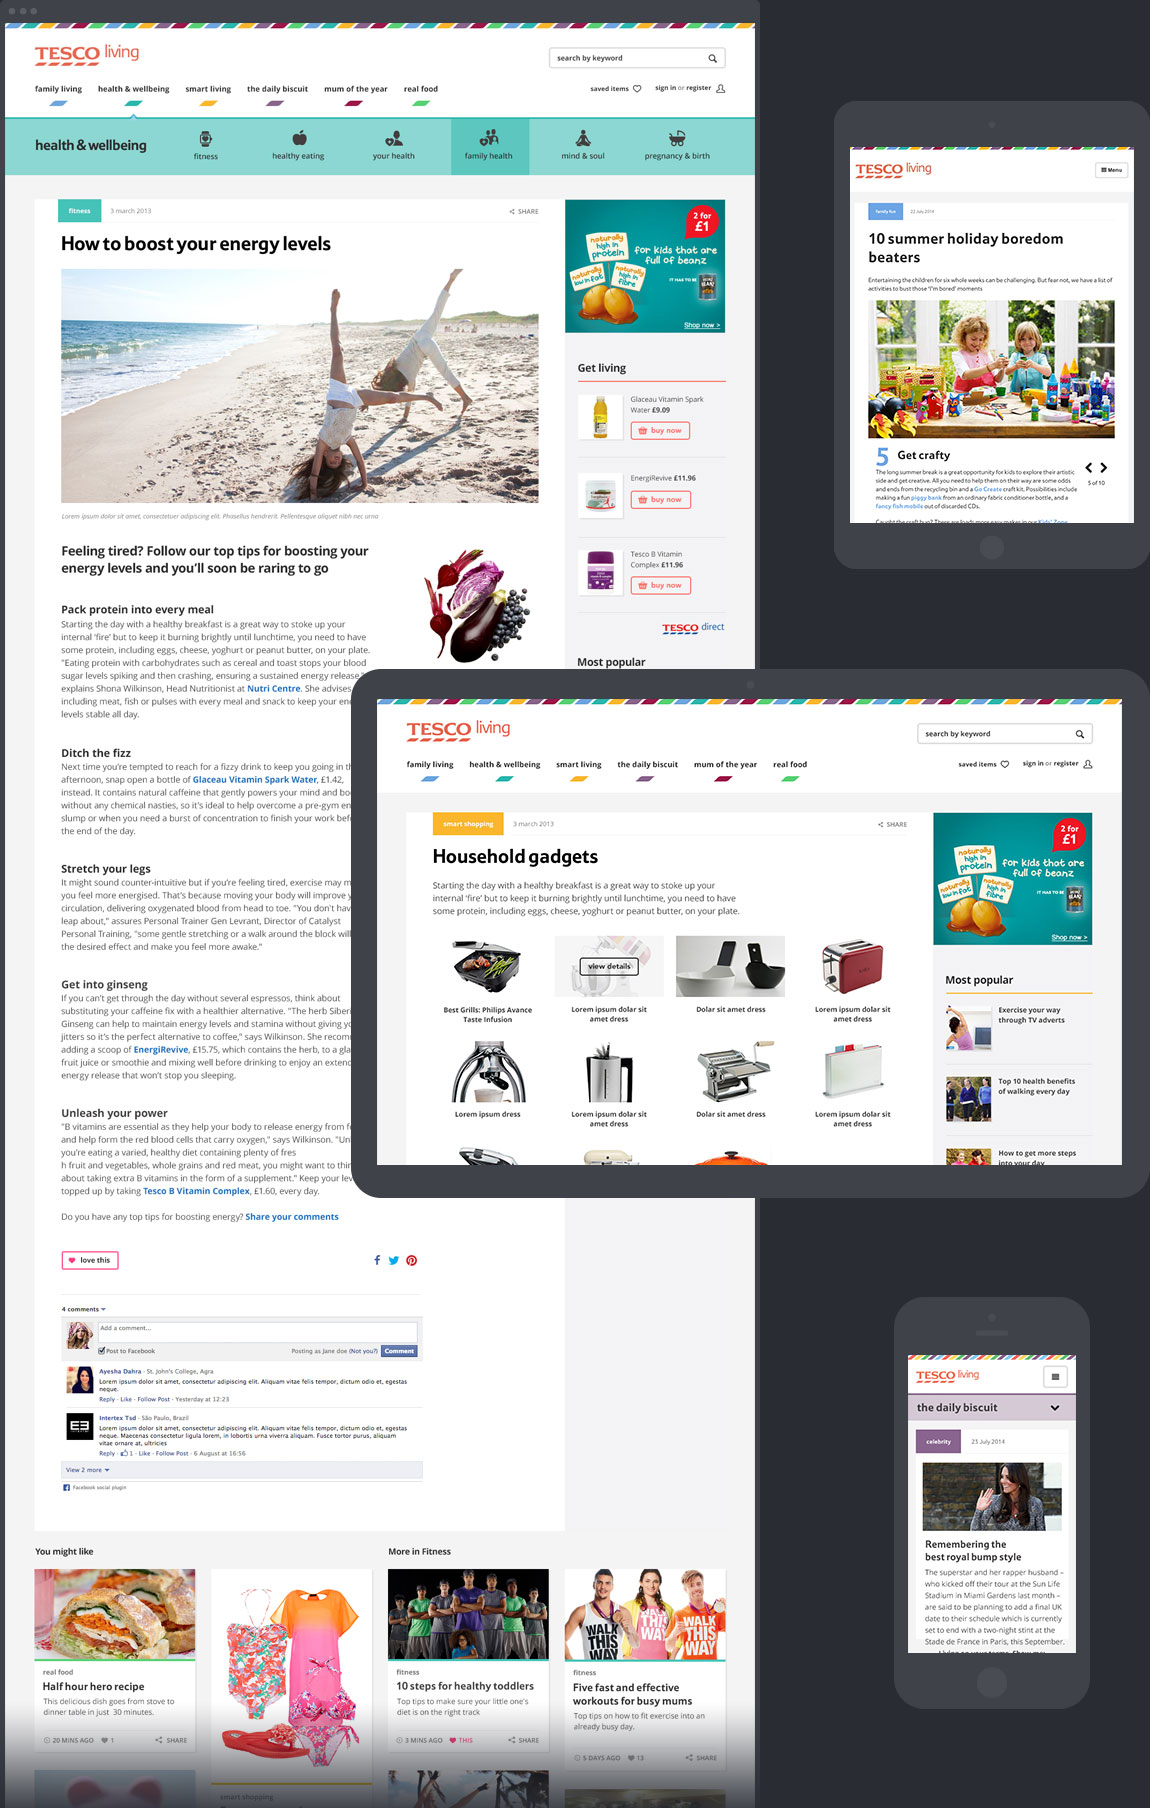 TESCO living
search by keyword
family living
health & wellbeing
smart living
the daily biscuit
mum of the year
real food
saved items
sign in or register
health & wellbeing
fitness
healthy eating
your health
family health
mind & soul
pregnancy & birth
fitness
3 march 2013
SHARE
How to boost your energy levels
Lorem ipsum dolor sit amet, consectetuer adipiscing elit. Phasellus hendrerit. Pellentesque aliquet nibh nec urna
Feeling tired? Follow our top tips for boosting your
energy levels and you'll soon be raring to go
Pack protein into every meal
Starting the day with a healthy breakfast is a great way to stoke up your
internal 'fire' but to keep it burning brightly until lunchtime, you need to have
some protein, including eggs, cheese, yoghurt or peanut butter, on your plate.
"Eating protein with carbohydrates such as cereal and toast stops your blood
sugar levels spiking and then crashing, ensuring a sustained energy release,"
explains Shona Wilkinson, Head Nutritionist at Nutri Centre. She advises
including meat, fish or pulses with every meal and snack to keep your
levels stable all day.
Ditch the fizz
Next time you're tempted to reach for a fizzy drink to keep you going in
afternoon, snap open a bottle of Glaceau Vitamin Spark Water, £1.42,
instead. It contains natural caffeine that gently powers your mind and
without any chemical nasties, so it's ideal to help overcome a pre-gym
slump or when you need a burst of concentration to finish your work
the end of the day.
Stretch your legs
It might sound counter-intuitive but if you're feeling tired, exercise may
you feel more energised. That's because moving your body will improve
circulation, delivering oxygenated blood from head to toe. "You don't
leap about," assures Personal Trainer Gen Levrant, Director of Catalyst
Personal Training, "some gentle stretching or a walk around the block will
the desired effect and make you feel more awake."
Get into ginseng
If you can't get through the day without several espressos, think about
substituting your caffeine fix with a healthier alternative. "The herb
Ginseng can help to maintain energy levels and stamina without giving
jitters so it's the perfect alternative to coffee," says Wilkinson. She
adding a scoop of EnergiRevive, £15.75, which contains the herb, to a
fruit juice or smoothie and mixing well before drinking to enjoy an
energy release that won't stop you sleeping.
Unleash your power
"B vitamins are essential as they help your body to release energy from
and help form the red blood cells that carry oxygen," says Wilkinson.
you're eating a varied, healthy diet containing plenty of fres
h fruit and vegetables, whole grains and red meat, you might want to
about taking extra B vitamins in the form of a supplement." Keep your
topped up by taking Tesco B Vitamin Complex, £1.60, every day.
Do you have any top tips for boosting energy? Share your comments
love this
4 comments
Add a comment...
Post to Facebook
Posting as Jane doe (Not you?)
Comment
Ayesha Dahra · St. John's College, Agra
Lorem ipsum dolor sit amet, consectetur adipiscing elit. Aliquam vitae felis tempor, dictum odio et, egestas
neque.
Reply · Like · Follow Post · Yesterday at 12:23
Intertex Tsd · São Paulo, Brazil
Lorem ipsum dolor sit amet, consectetur adipiscing elit. Aliquam vitae felis tempor, dictum odio et, egestas
neque. Maecenas consectetur ligula lorem, in lobortis urna viverra aliquam. Fusce tortor purus, aliquam
vitae ornare at, ultricies
Reply · 1 · Like · Follow Post · 6 August at 16:56
View 2 more
Facebook social plugin
2 for
£1
naturally
high in
protein
naturally
low in fat
naturally
high in
fibre
for kids that are
full of beanz
IT HAS TO BE
HEINZ
Shop now >
Get living
Glaceau Vitamin Spark
Water £9.09
buy now
EnergiRevive £11.96
buy now
Tesco B Vitamin
Complex £11.96
buy now
TESCO direct
Most popular
You might like
More in Fitness
real food
Half hour hero recipe
This delicious dish goes from stove to
dinner table in just 30 minutes.
20 MINS AGO
1
SHARE
smart shopping
fitness
10 steps for healthy toddlers
Top tips to make sure your little one's
diet is on the right track
3 MINS AGO
THIS
SHARE
WALK
THIS
WAY
WALK
THIS
WAY
WALK
THIS
WAY
fitness
Five fast and effective
workouts for busy mums
Top tips on how to fit exercise into an
already busy day.
5 DAYS AGO
13
SHARE
TESCO living
Menu
family fun
22 July 2014
10 summer holiday boredom
beaters
Entertaining the children for six whole weeks can be challenging. But fear not, we have a list of
activities to bust those 'I'm bored' moments
5 Get crafty
The long summer break is a great opportunity for kids to explore their artistic
side and get creative. All you need to help them on their way are some odds
and ends from the recycling bin and a Go Create craft kit. Possibilities include
making a fun piggy bank from an ordinary fabric conditioner bottle, and a
fancy fish mobile out of discarded CDs.
5 of 10
Caught the craft bug? There are loads more easy makes in our Kids' Zone
TESCO living
search by keyword
family living
health & wellbeing
smart living
the daily biscuit
mum of the year
real food
saved items
sign in or register
smart shopping
3 march 2013
SHARE
Household gadgets
Starting the day with a healthy breakfast is a great way to stoke up your
internal 'fire' but to keep it burning brightly until lunchtime, you need to have
some protein, including eggs, cheese, yoghurt or peanut butter, on your plate.
view details
Best Grills: Philips Avance
Taste Infusion
Lorem ipsum dolar sit
amet dress
Dolar sit amet dress
Lorem ipsum dolar sit
amet dress
Lorem ipsum dress
Lorem ipsum dolar sit
amet dress
Dolar sit amet dress
Lorem ipsum dolar sit
amet dress
2 for
£1
naturally
high in
protein
naturally
low in fat
naturally
high in
fibre
for kids that are
full of beanz
IT HAS TO BE
HEINZ
Shop now >
Most popular
Exercise your way
through TV adverts
Top 10 health benefits
of walking every day
How to get more steps
into your day
TESCO living
the daily biscuit
celebrity
23 July 2014
Remembering the
best royal bump style
The superstar and her rapper husband –
who kicked off their tour at the Sun Life
Stadium in Miami Gardens last month –
are said to be planning to add a final UK
date to their schedule which is currently
set to end with a two-night stint at the
Stade de France in Paris, this September.